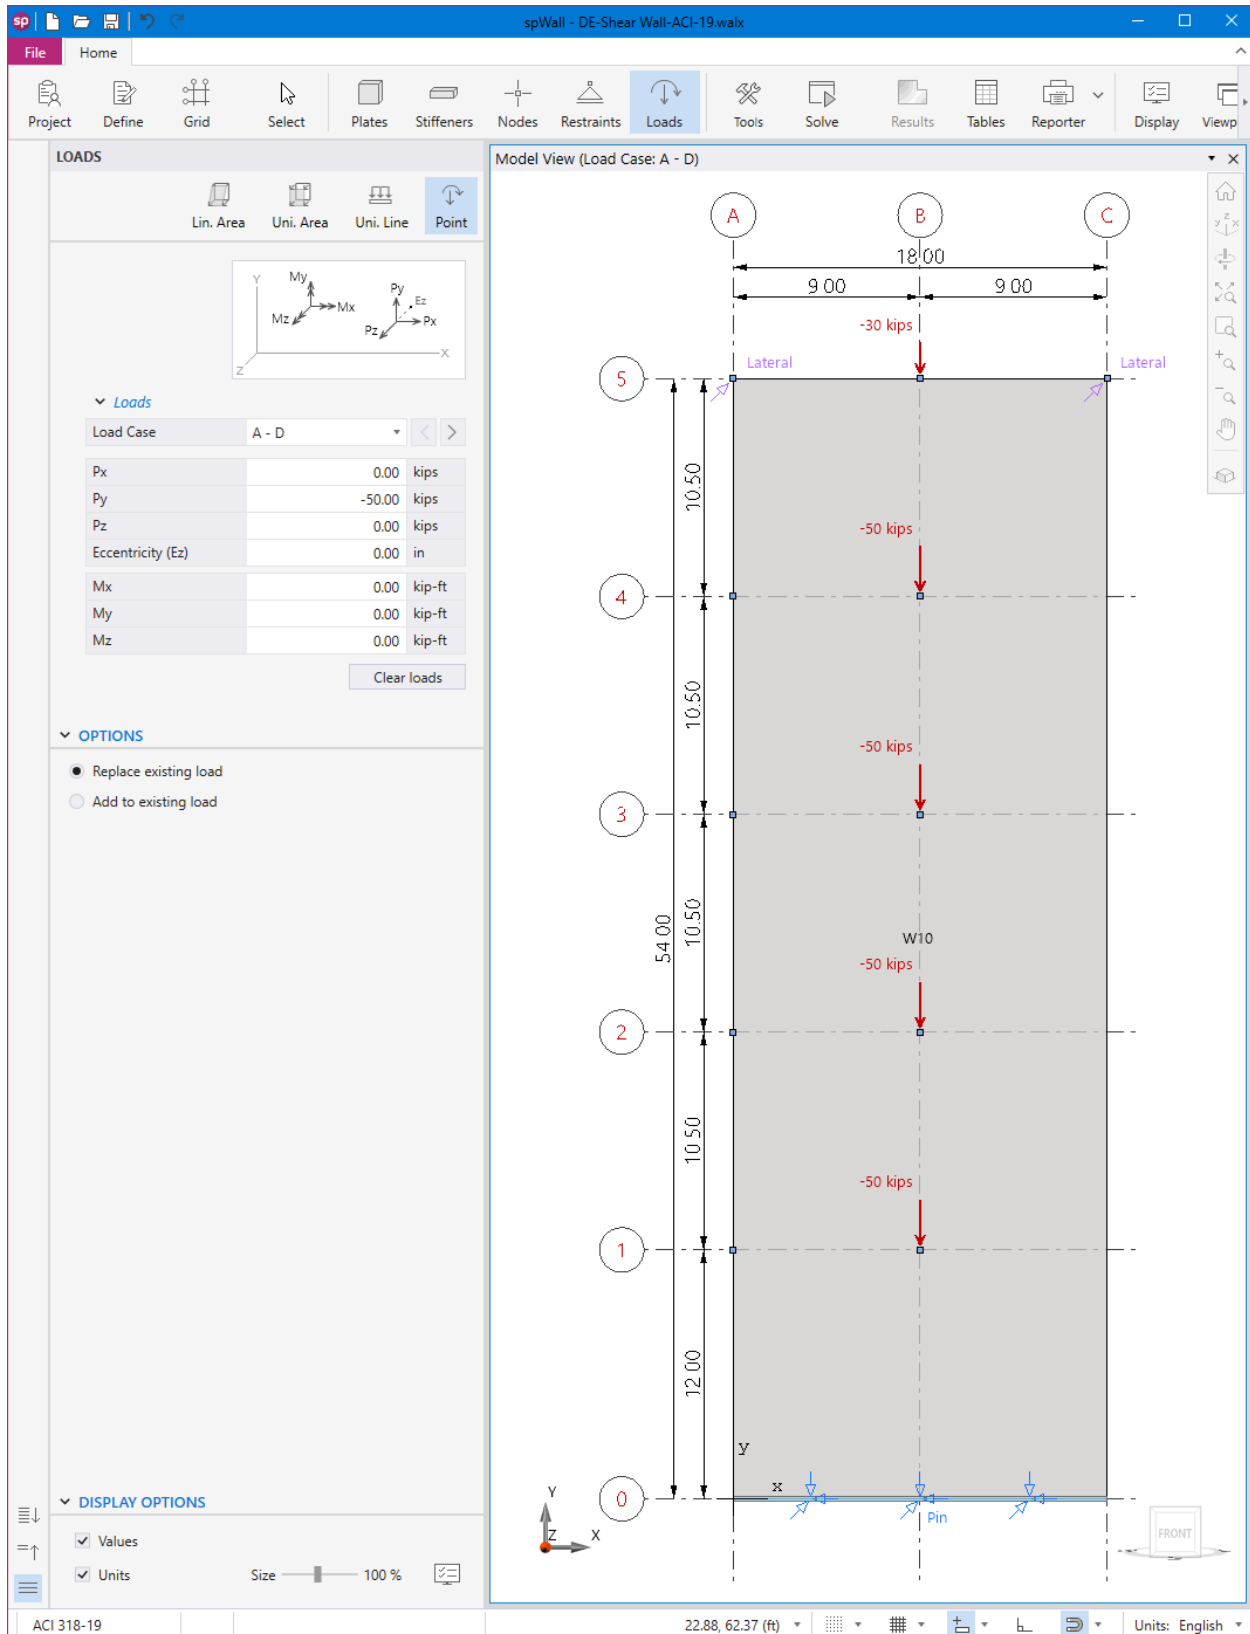 sp spWall - DE-Shear Wall-ACI-19.walx
File Home
Project Define Grid Select Plates Stiffeners Nodes Restraints Loads Tools Solve Results Tables Reporter Display Viewp
LOADS
Lin. Area Uni. Area Uni. Line Point
Y My Mx Mz Py Ez Px Pz X Z
Loads
Load Case A - D
Px 0.00 kips
Py -50.00 kips
Pz 0.00 kips
Eccentricity (Ez) 0.00 in
Mx 0.00 kip-ft
My 0.00 kip-ft
Mz 0.00 kip-ft
Clear loads
OPTIONS
Replace existing load
Add to existing load
DISPLAY OPTIONS
Values
Units Size 100 %
Model View (Load Case: A - D)
A B C
18.00
9.00 9.00
-30 kips
Lateral Lateral
5
10.50
-50 kips
4
10.50
-50 kips
3
54.00
10.50
W10
-50 kips
2
10.50
-50 kips
1
12.00
y
x
0
Pin
Y
Z X
FRONT
y z x
ACI 318-19 22.88, 62.37 (ft) Units: English